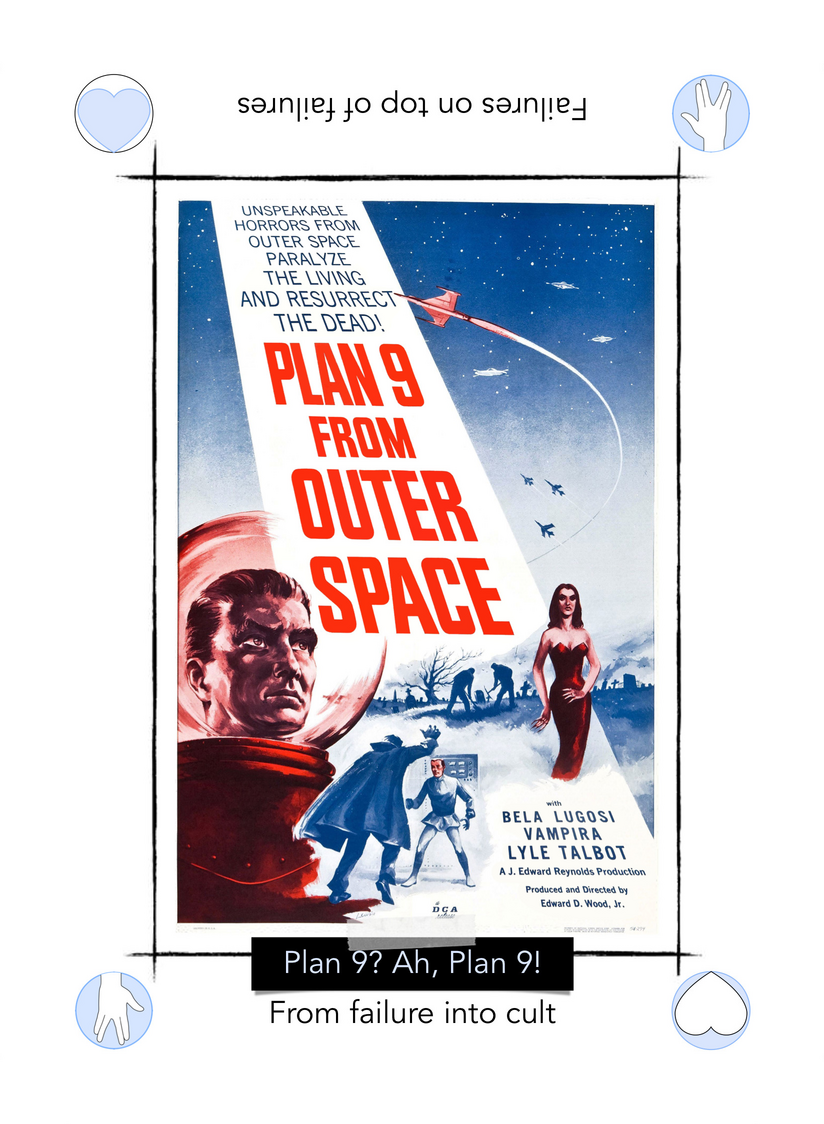 Failures on top of failures
UNSPEAKABLE
HORRORS FROM
OUTER SPACE
PARALYZE
THE LIVING
AND RESURRECT
THE DEAD!
PLAN 9
FROM
OUTER
SPACE
with
BELA LUGOSI
VAMPIRA
LYLE TALBOT
A J. Edward Reynolds Production
Produced and Directed by
Edward D. Wood, Jr.
DCA
Plan 9? Ah, Plan 9!
From failure into cult